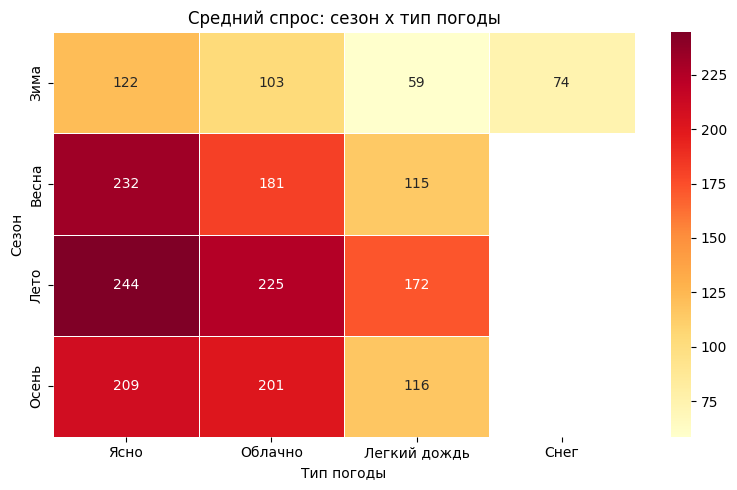 Средний спрос: сезон x тип погоды
Сезон
Зима 122 103 59 74
Весна 232 181 115
Лето 244 225 172
Осень 209 201 116
Ясно Облачно Легкий дождь Снег
Тип погоды
225
200
175
150
125
100
75